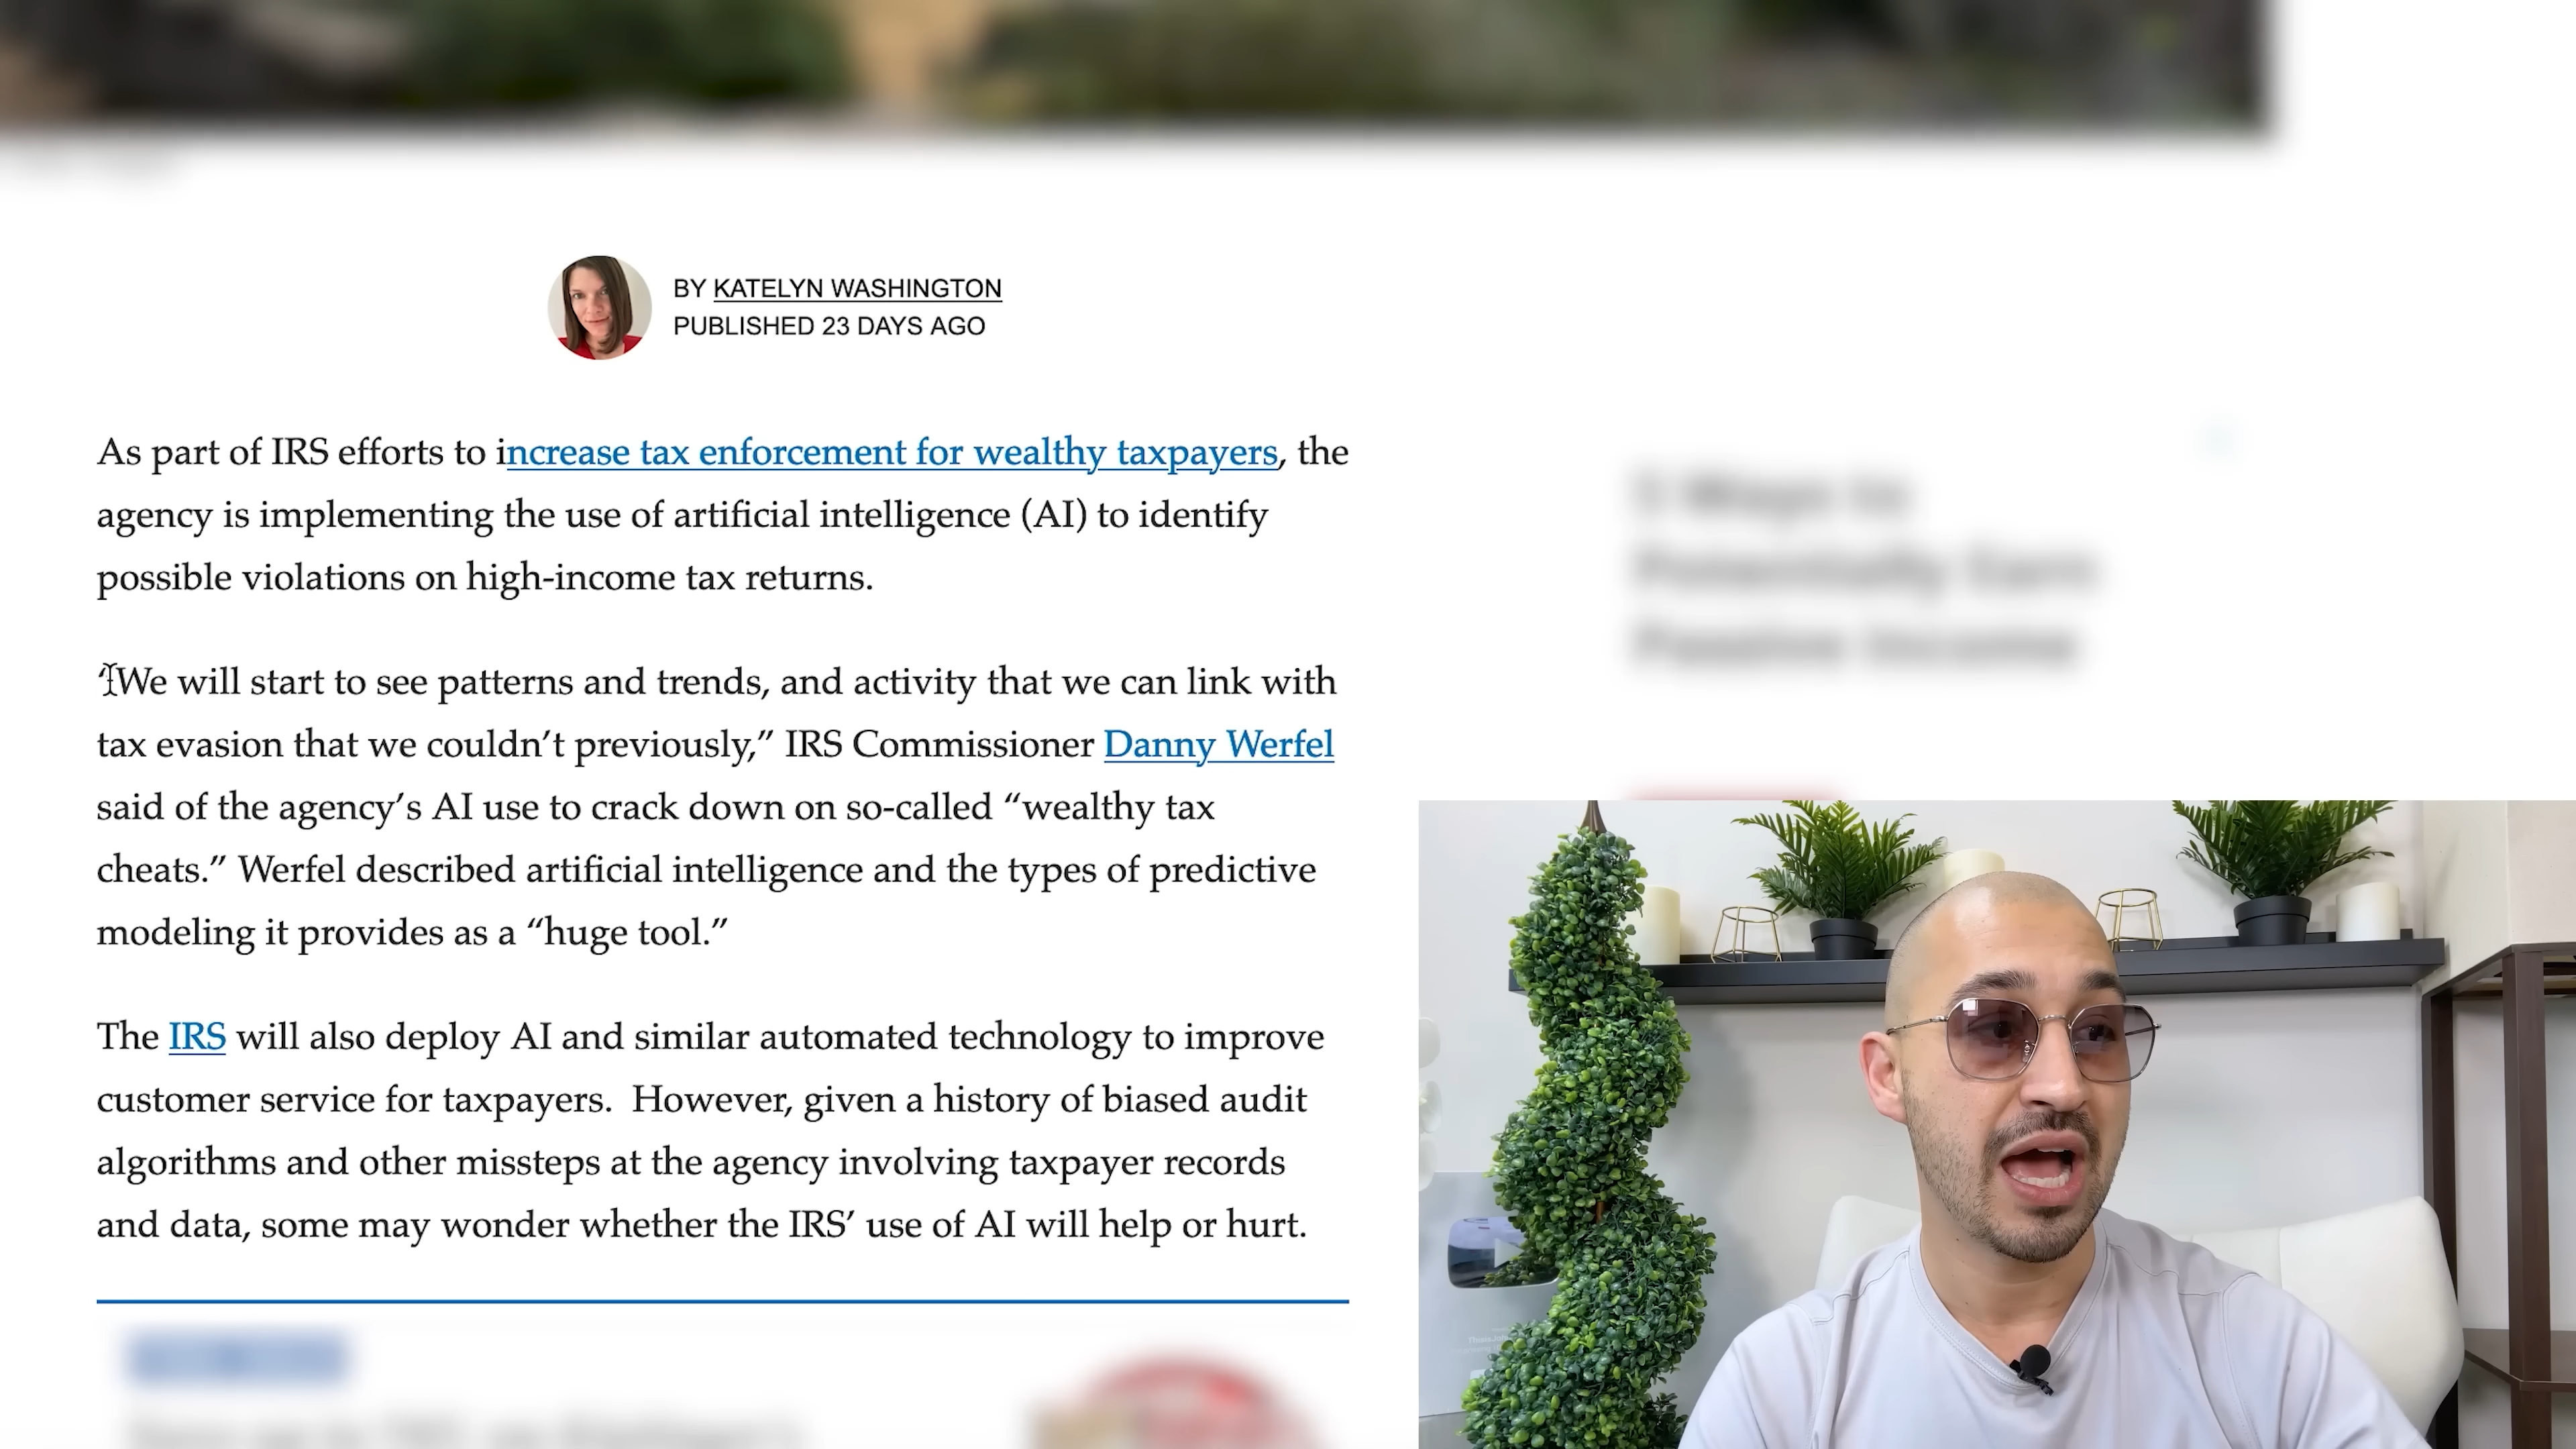 BY KATELYN WASHINGTON
PUBLISHED 23 DAYS AGO
As part of IRS efforts to increase tax enforcement for wealthy taxpayers, the
agency is implementing the use of artificial intelligence (AI) to identify
possible violations on high-income tax returns.
“We will start to see patterns and trends, and activity that we can link with
tax evasion that we couldn’t previously,” IRS Commissioner Danny Werfel
said of the agency’s AI use to crack down on so-called “wealthy tax
cheats.” Werfel described artificial intelligence and the types of predictive
modeling it provides as a “huge tool.”
The IRS will also deploy AI and similar automated technology to improve
customer service for taxpayers.  However, given a history of biased audit
algorithms and other missteps at the agency involving taxpayer records
and data, some may wonder whether the IRS’ use of AI will help or hurt.
5 Ways to
Potentially Earn
Passive Income